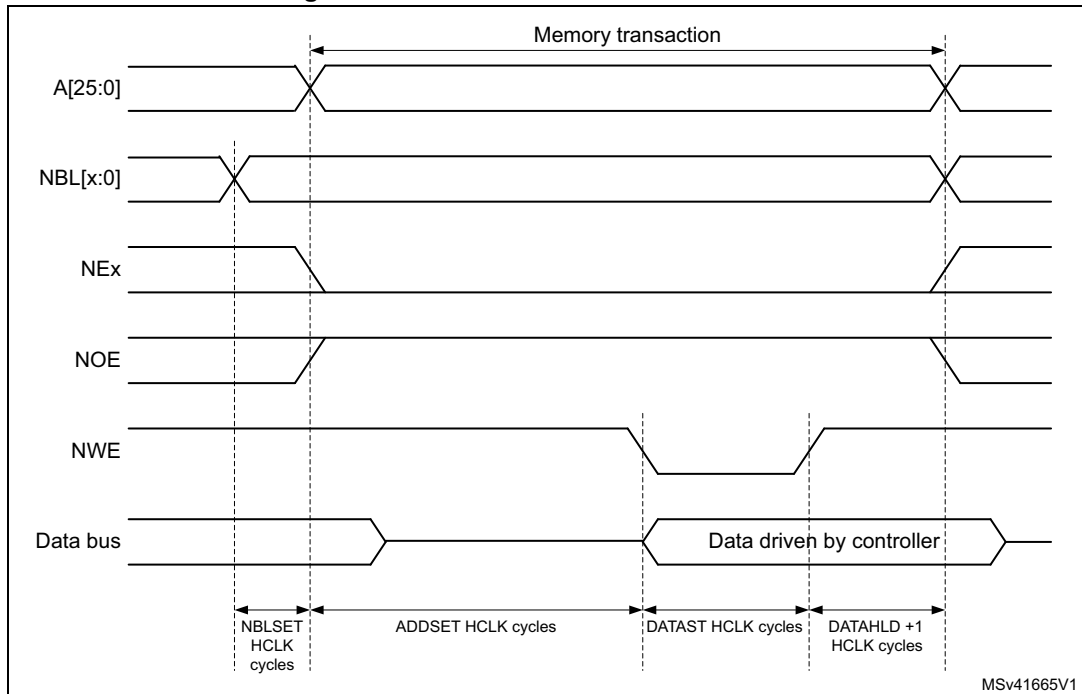 Memory transaction
A[25:0]
NBL[x:0]
NEx
NOE
NWE
Data bus
Data driven by controller
NBLSET
HCLK
cycles
ADDSET HCLK cycles
DATAST HCLK cycles
DATAHLD +1
HCLK cycles
MSv41665V1